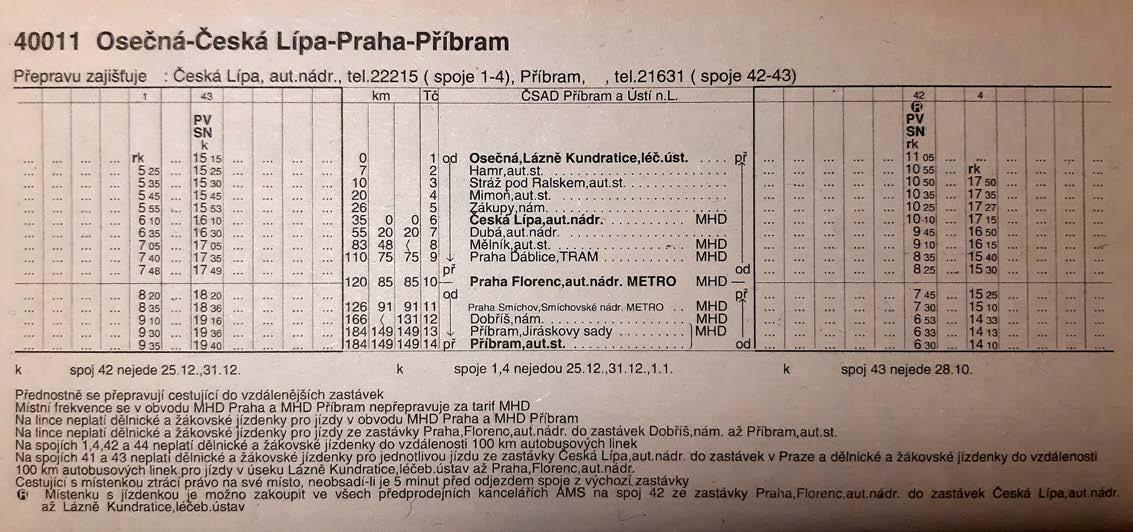 40011 Osečná-Česká Lípa-Praha-Příbram
Přepravu zajišťuje : Česká Lípa, aut.nádr., tel.22215 ( spoje 1-4), Příbram, , tel.21631 ( spoje 42-43)
1 43 km Tč ČSAD Příbram a Ústí n.L. 42 4
Ⓡ
PV PV
SN SN
k rk
rk 15 15 0 1 od Osečná,Lázně Kundratice,léč.úst. .... př 11 05 ...
5 25 ... 15 25 7 2 Hamr,aut.st. 10 55 rk
5 35 ... 15 30 10 3 Stráž pod Ralskem,aut.st. 10 50 17 50
5 45 ... 15 45 20 4 Mimoň,aut.st. 10 35 17 35
5 55 ... 15 53 26 5 Zákupy,nám. 10 25 17 27
6 10 ... 16 10 35 0 0 6 Česká Lípa,aut.nádr. MHD 10 10 17 15
6 35 ... 16 30 55 20 20 7 Dubá,aut.nádr. 9 45 16 50
7 05 ... 17 05 83 48 ⟨ 8 Mělník,aut.st. MHD 9 10 16 15
7 40 ... 17 35 110 75 75 9 ↓ Praha Ďáblice,TRAM MHD 8 35 15 40
7 48 17 49 př od 8 25 15 30
120 85 85 10 — Praha Florenc,aut.nádr. METRO MHD —
8 20 ... 18 20 od př 7 45 15 25
8 35 ... 18 36 126 91 91 11 Praha Smíchov,Smíchovské nádr. METRO .. MHD 7 30 15 10
9 10 ... 19 16 166 ⟨ 131 12 Dobříš,nám. MHD 6 53 14 33
9 30 ... 19 36 184 149 149 13 ↓ Příbram,Jiráskovy sady MHD 6 33 14 13
9 35 ... 19 40 184 149 149 14 př Příbram,aut.st. od 6 30 14 10
k spoj 42 nejede 25.12.,31.12. k spoje 1,4 nejedou 25.12.,31.12.,1.1. k spoj 43 nejede 28.10.
Přednostně se přepravují cestující do vzdálenějších zastávek
Místní frekvence se v obvodu MHD Praha a MHD Příbram nepřepravuje za tarif MHD
Na lince neplatí dělnické a žákovské jízdenky pro jízdy v obvodu MHD Praha a MHD Příbram
Na lince neplatí dělnické a žákovské jízdenky pro jízdy ze zastávky Praha,Florenc,aut.nádr. do zastávek Dobříš,nám. až Příbram,aut.st.
Na spojích 1,4,42 a 44 neplatí dělnické a žákovské jízdenky do vzdálenosti 100 km autobusových linek
Na spojích 41 a 43 neplatí dělnické a žákovské jízdenky pro jednotlivou jízdu ze zastávky Česká Lípa,aut.nádr. do zastávek v Praze a dělnické a žákovské jízdenky do vzdálenosti
100 km autobusových linek pro jízdy v úseku Lázně Kundratice,léčeb.ústav až Praha,Florenc,aut.nádr.
Cestující s místenkou ztrácí právo na své místo, neobsadí-li je 5 minut před odjezdem spoje z výchozí zastávky
Ⓡ Místenku s jízdenkou je možno zakoupit ve všech předprodejních kancelářích AMS na spoj 42 ze zastávky Praha,Florenc,aut.nádr. do zastávek Česká Lípa,aut.nádr.
až Lázně Kundratice,léčeb.ústav